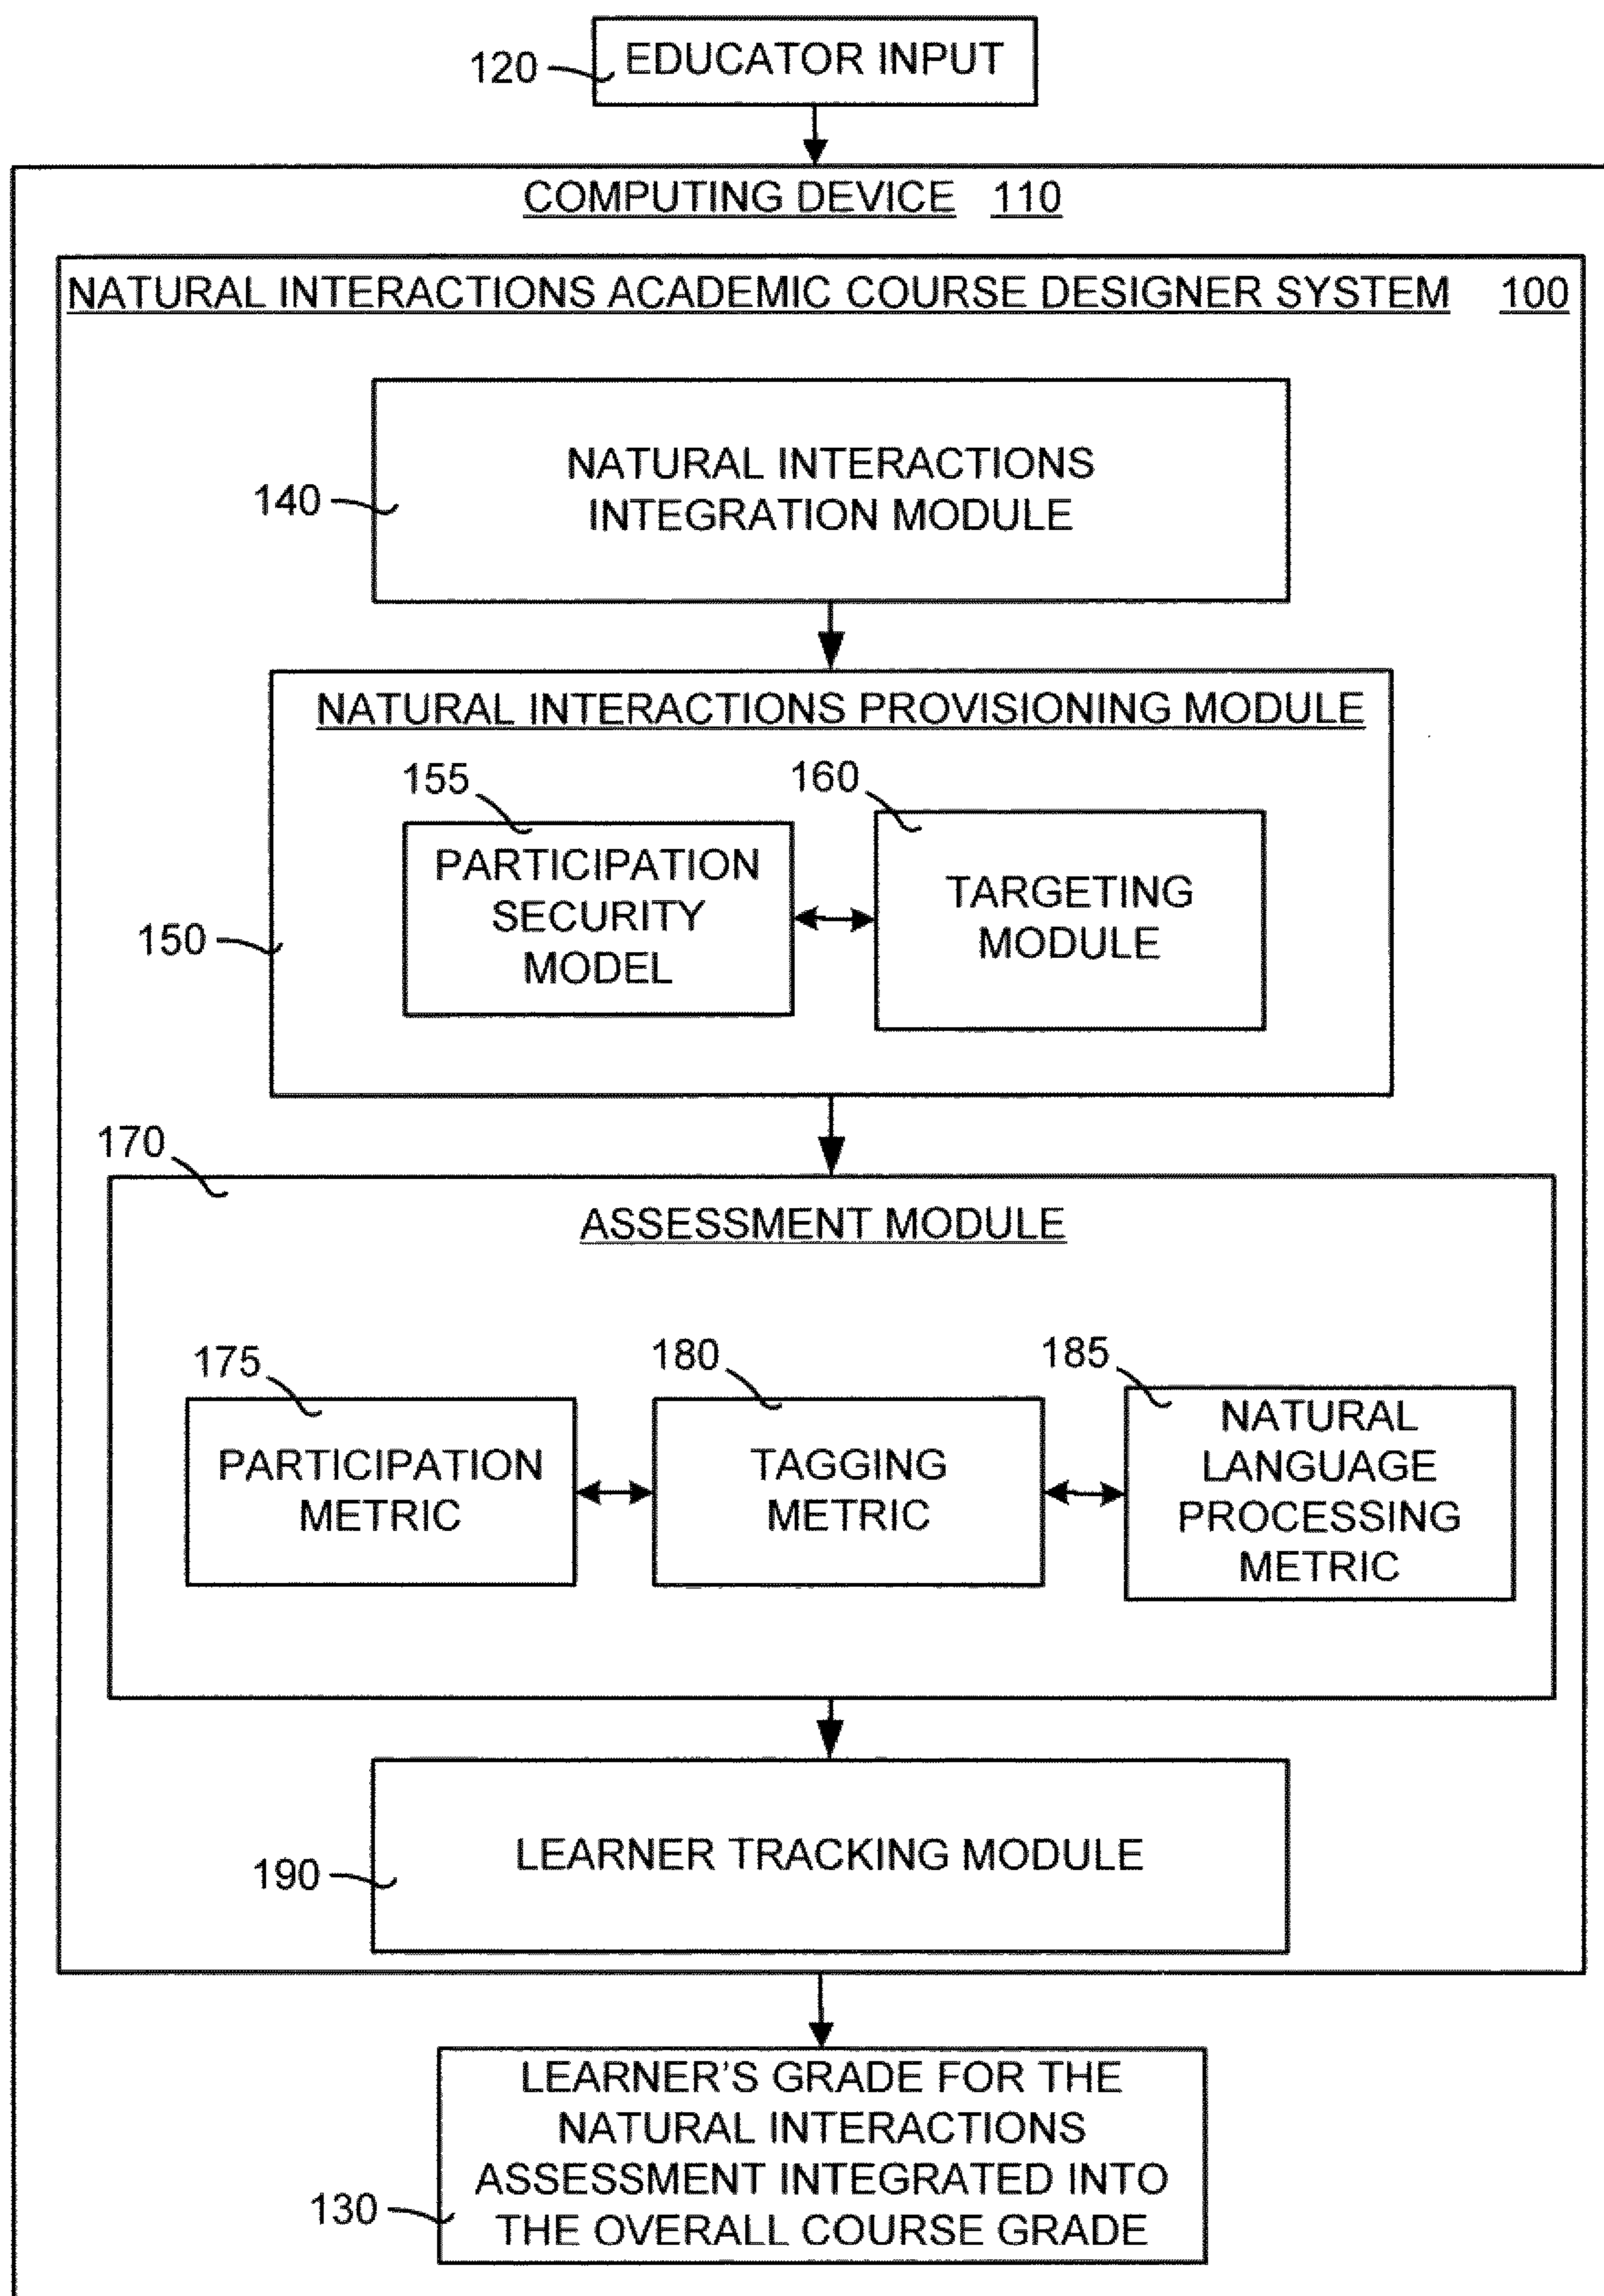 EDUCATOR INPUT
120
COMPUTING DEVICE 110
NATURAL INTERACTIONS ACADEMIC COURSE DESIGNER SYSTEM 100
NATURAL INTERACTIONS
INTEGRATION MODULE
140
NATURAL INTERACTIONS PROVISIONING MODULE
155
160
PARTICIPATION
SECURITY
MODEL
TARGETING
MODULE
150
170
ASSESSMENT MODULE
175
180
185
PARTICIPATION
METRIC
TAGGING
METRIC
NATURAL
LANGUAGE
PROCESSING
METRIC
LEARNER TRACKING MODULE
190
LEARNER'S GRADE FOR THE
NATURAL INTERACTIONS
ASSESSMENT INTEGRATED INTO
THE OVERALL COURSE GRADE
130